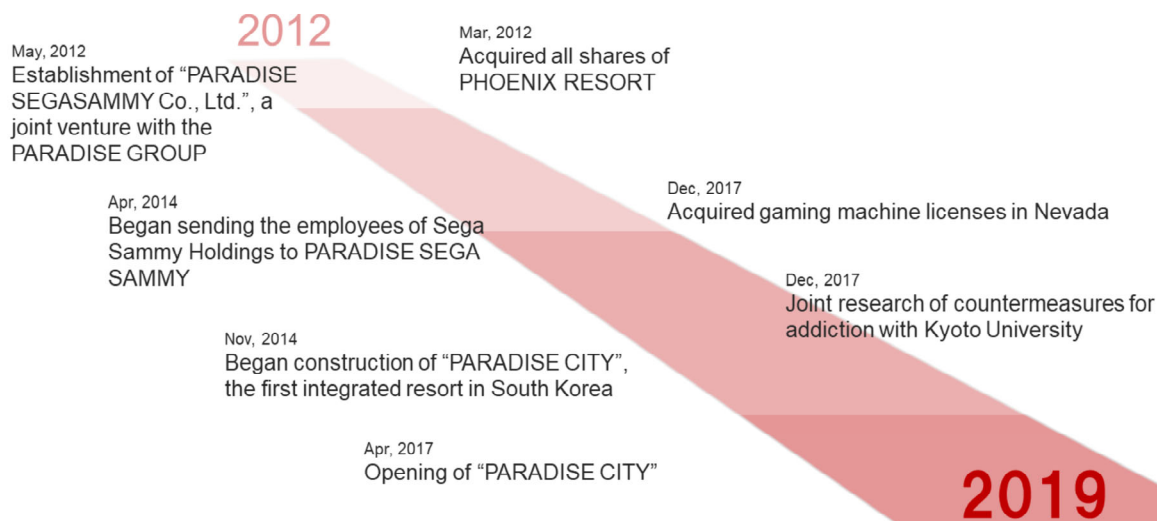 2012
May, 2012
Establishment of “PARADISE
SEGASAMMY Co., Ltd.”, a
joint venture with the
PARADISE GROUP
Mar, 2012
Acquired all shares of
PHOENIX RESORT
Apr, 2014
Began sending the employees of Sega
Sammy Holdings to PARADISE SEGA
SAMMY
Dec, 2017
Acquired gaming machine licenses in Nevada
Dec, 2017
Joint research of countermeasures for
addiction with Kyoto University
Nov, 2014
Began construction of “PARADISE CITY”,
the first integrated resort in South Korea
Apr, 2017
Opening of “PARADISE CITY”
2019